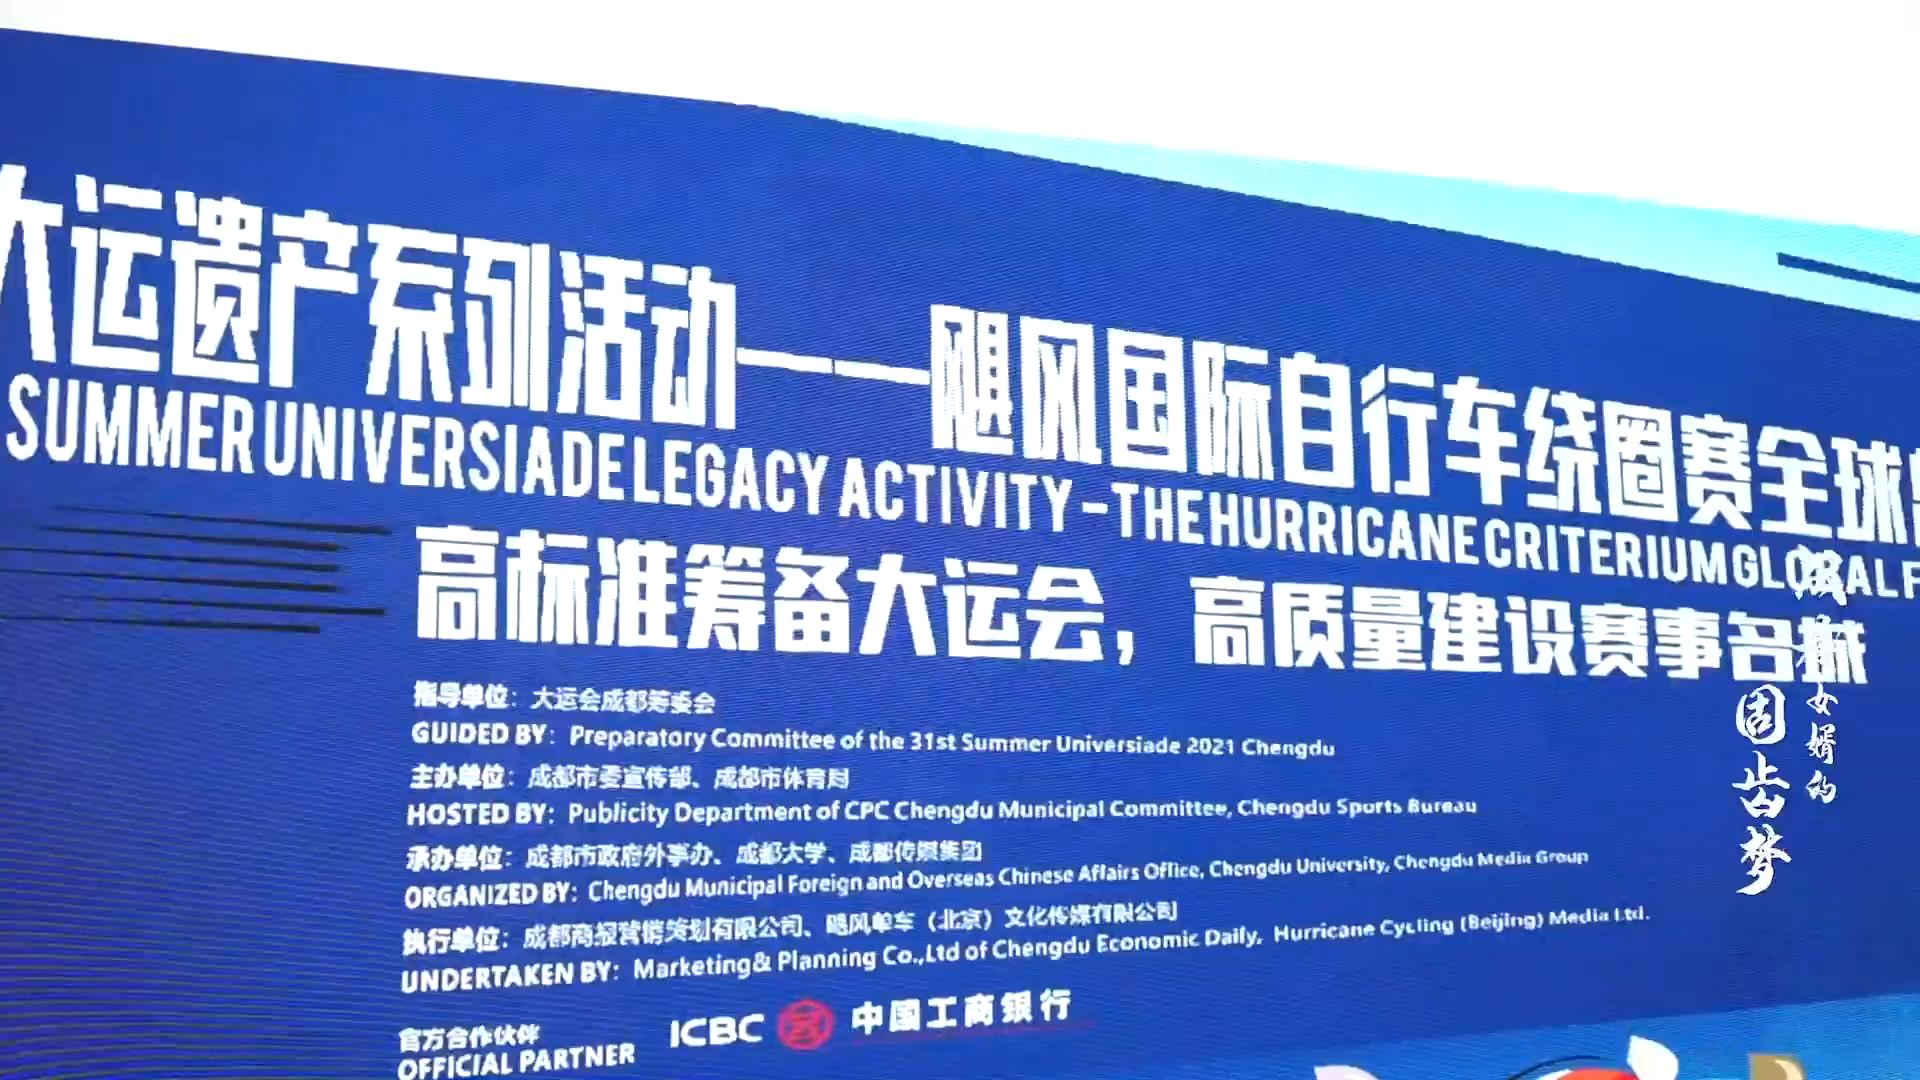 大运遗产系列活动——飓风国际自行车绕圈赛全球
SUMMER UNIVERSIADE LEGACY ACTIVITY - THE HURRICANE CRITERIUM GLOBAL F
高标准筹备大运会，高质量建设赛事名城
指导单位：大运会成都筹委会
GUIDED BY: Preparatory Committee of the 31st Summer Universiade 2021 Chengdu
主办单位：成都市委宣传部、成都市体育局
HOSTED BY: Publicity Department of CPC Chengdu Municipal Committee, Chengdu Sports Bureau
承办单位：成都市政府外事办、成都大学、成都传媒集团
ORGANIZED BY: Chengdu Municipal Foreign and Overseas Chinese Affairs Office, Chengdu University, Chengdu Media Group
执行单位：成都商报营销策划有限公司、飓风单车（北京）文化传媒有限公司
UNDERTAKEN BY: Marketing& Planning Co.,Ltd of Chengdu Economic Daily, Hurricane Cycling (Beijing) Media Ltd.
官方合作伙伴
OFFICIAL PARTNER
ICBC 中国工商银行
女婿的
固齿梦